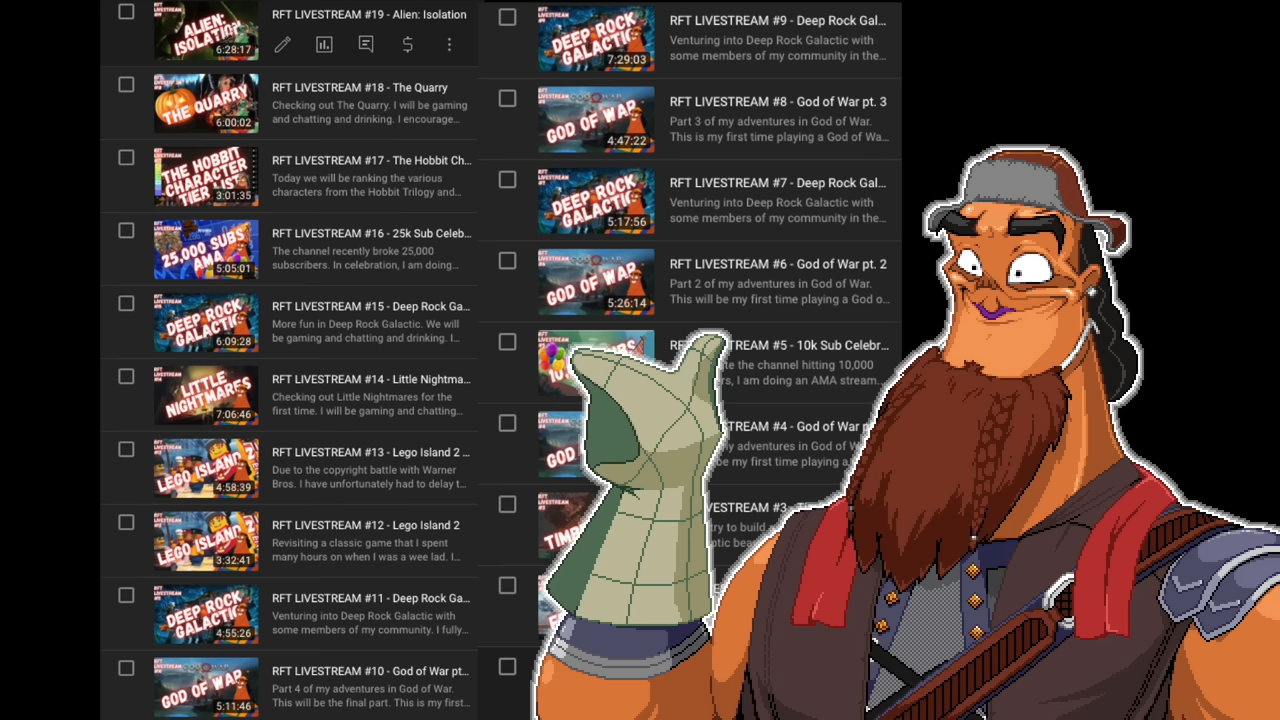 RFT LIVESTREAM #19 - Alien: Isolation
ALIEN:
ISOLATION
6:28:17
RFT LIVESTREAM #18 - The Quarry
Checking out The Quarry. I will be gaming
and chatting and drinking. I encourage...
THE QUARRY
6:00:02
RFT LIVESTREAM #17 - The Hobbit Ch...
Today we will be ranking the various
characters from the Hobbit Trilogy and...
THE HOBBIT
CHARACTER
TIER LIST
3:01:35
RFT LIVESTREAM #16 - 25k Sub Celeb...
The channel recently broke 25,000
subscribers. In celebration, I am doing...
25,000 SUBS
AMA
5:05:01
RFT LIVESTREAM #15 - Deep Rock Ga...
More fun in Deep Rock Galactic. We will
be gaming and chatting and drinking. I...
DEEP ROCK
GALACTIC
6:09:28
RFT LIVESTREAM #14 - Little Nightma...
Checking out Little Nightmares for the
first time. I will be gaming and chatting...
LITTLE
NIGHTMARES
7:06:46
RFT LIVESTREAM #13 - Lego Island 2 ...
Due to the copyright battle with Warner
Bros. I have unfortunately had to delay t...
LEGO ISLAND 2
4:58:39
RFT LIVESTREAM #12 - Lego Island 2
Revisiting a classic game that I spent
many hours on when I was a wee lad. I...
LEGO ISLAND 2
3:32:41
RFT LIVESTREAM #11 - Deep Rock Ga...
Venturing into Deep Rock Galactic with
some members of my community. I fully...
DEEP ROCK
GALACTIC
4:55:26
RFT LIVESTREAM #10 - God of War pt...
Part 4 of my adventures in God of War.
This will be the final part. This is my first...
GOD OF WAR
5:11:46
RFT LIVESTREAM #9 - Deep Rock Gal...
Venturing into Deep Rock Galactic with
some members of my community in the...
DEEP ROCK
GALACTIC
7:29:03
RFT LIVESTREAM #8 - God of War pt. 3
Part 3 of my adventures in God of War.
This is my first time playing a God of Wa...
GOD OF WAR
4:47:22
RFT LIVESTREAM #7 - Deep Rock Gal...
Venturing into Deep Rock Galactic with
some members of my community in the...
DEEP ROCK
GALACTIC
5:17:56
RFT LIVESTREAM #6 - God of War pt. 2
Part 2 of my adventures in God of War.
This will be my first time playing a God o...
GOD OF WAR
5:26:14
LIVESTREAM #5 - 10k Sub Celebr...
the channel hitting 10,000
I am doing an AMA stream...
#4 - God of War
my adventures in God of
be my first time playing
#3 -
try to build